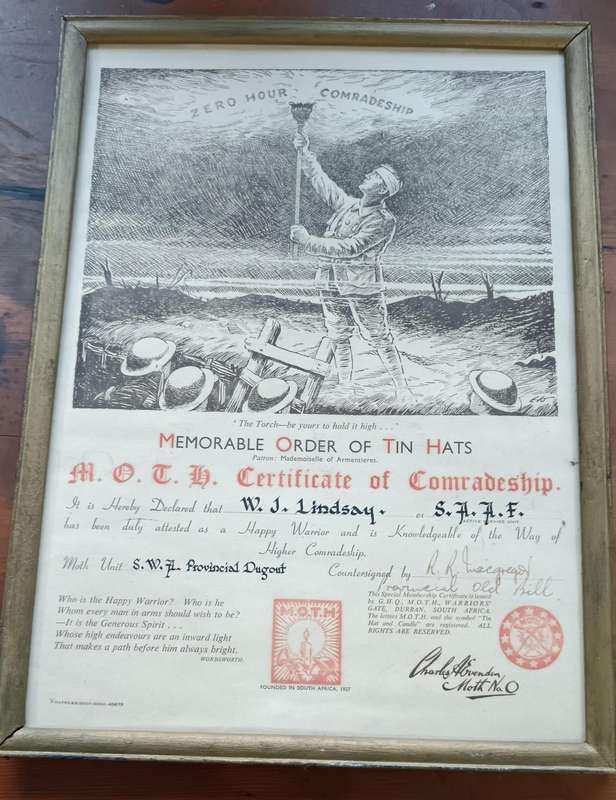 ZERO HOUR COMRADESHIP
'The Torch—be yours to hold it high . . .'
MEMORABLE ORDER OF TIN HATS
Patron: Mademoiselle of Armentieres.
M. O. T. H. Certificate of Comradeship.
It is Hereby Declared that W. J. Lindsay. of S.A.A.F.
ACTIVE SERVICE UNIT
has been duly attested as a Happy Warrior and is Knowledgeable of the Way of
Higher Comradeship.
Moth Unit S.W.A. Provincial Dugout Countersigned by R. R. Macgregor
Provincial Old Bill.
Who is the Happy Warrior? Who is he
Whom every man in arms should wish to be?
—It is the Generous Spirit . . .
Whose high endeavours are an inward light
That makes a path before him always bright.
WORDSWORTH.
M.O.T.H
FOUNDED IN SOUTH AFRICA, 1927
This Special Membership Certificate is issued
by G.H.Q., M.O.T.H., WARRIORS'
GATE, DURBAN, SOUTH AFRICA.
The letters M.O.T.H. and the symbol "Tin
Hat and Candle" are registered. ALL
RIGHTS ARE RESERVED.
Charles A Evenden
Moth No. O